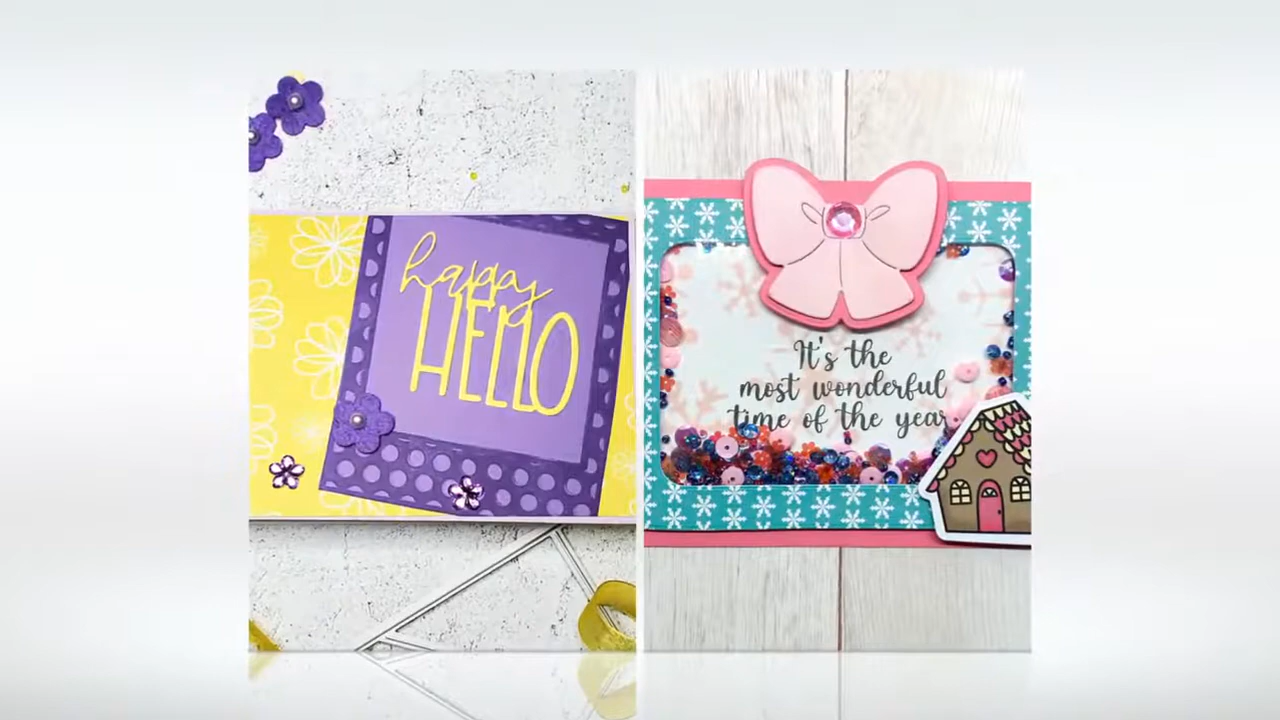 happy
HELLO
It's the
most wonderful
time of the year